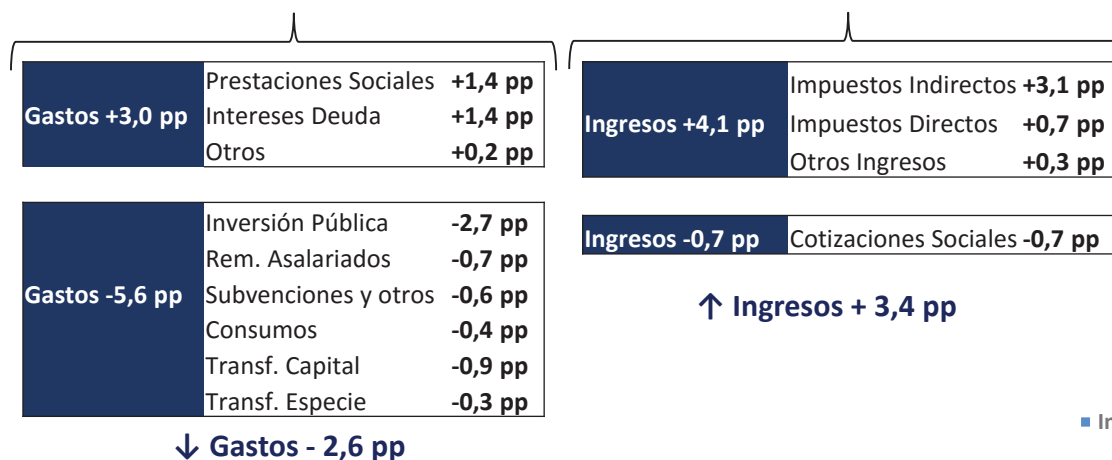 Gastos +3,0 pp
Prestaciones Sociales +1,4 pp
Intereses Deuda +1,4 pp
Otros +0,2 pp
Gastos -5,6 pp
Inversión Pública -2,7 pp
Rem. Asalariados -0,7 pp
Subvenciones y otros -0,6 pp
Consumos -0,4 pp
Transf. Capital -0,9 pp
Transf. Especie -0,3 pp
↓ Gastos - 2,6 pp
Ingresos +4,1 pp
Impuestos Indirectos +3,1 pp
Impuestos Directos +0,7 pp
Otros Ingresos +0,3 pp
Ingresos -0,7 pp
Cotizaciones Sociales -0,7 pp
↑ Ingresos + 3,4 pp